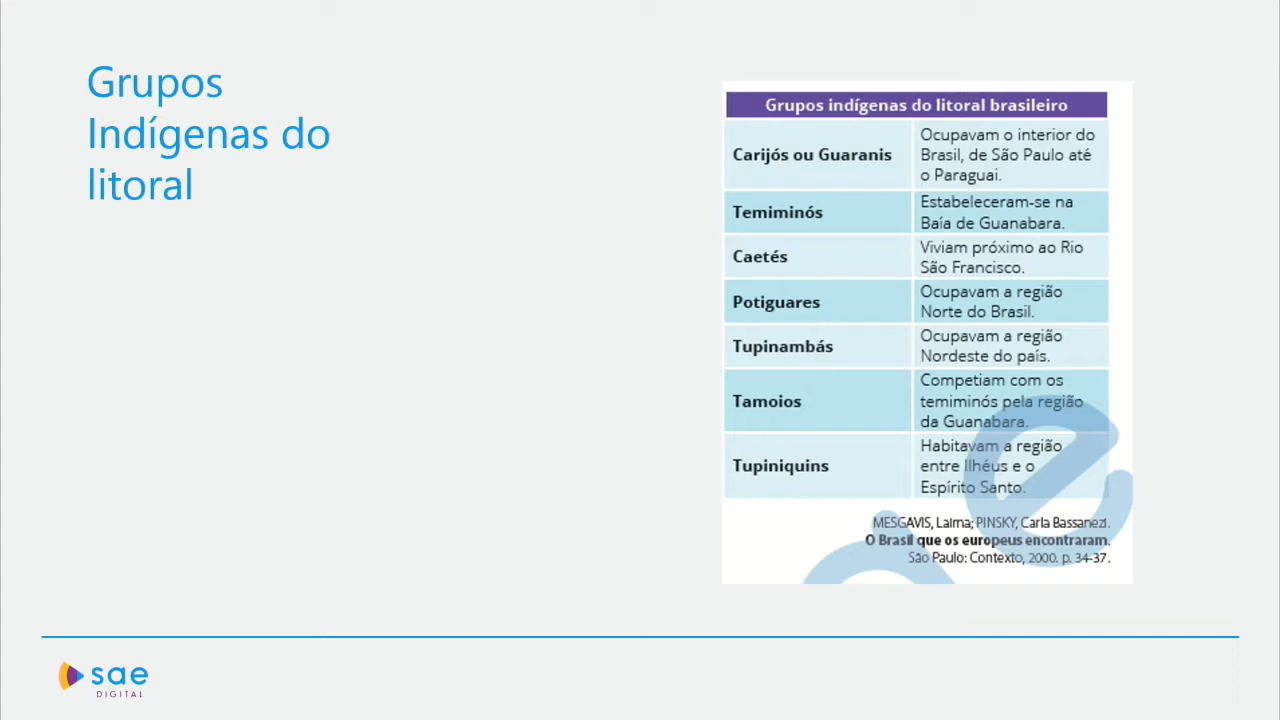 Grupos
Indígenas do
litoral
Grupos indígenas do litoral brasileiro
Carijós ou Guaranis
Ocupavam o interior do
Brasil, de São Paulo até
o Paraguai.
Temiminós
Estabeleceram-se na
Baía de Guanabara.
Caetés
Viviam próximo ao Rio
São Francisco.
Potiguares
Ocupavam a região
Norte do Brasil.
Tupinambás
Ocupavam a região
Nordeste do país.
Tamoios
Competiam com os
temiminós pela região
da Guanabara.
Tupiniquins
Habitavam a região
entre Ilhéus e o
Espírito Santo.
MESGAVIS, Laima; PINSKY, Carla Bassanezi.
O Brasil que os europeus encontraram.
São Paulo: Contexto, 2000. p. 34-37.
sae
DIGITAL